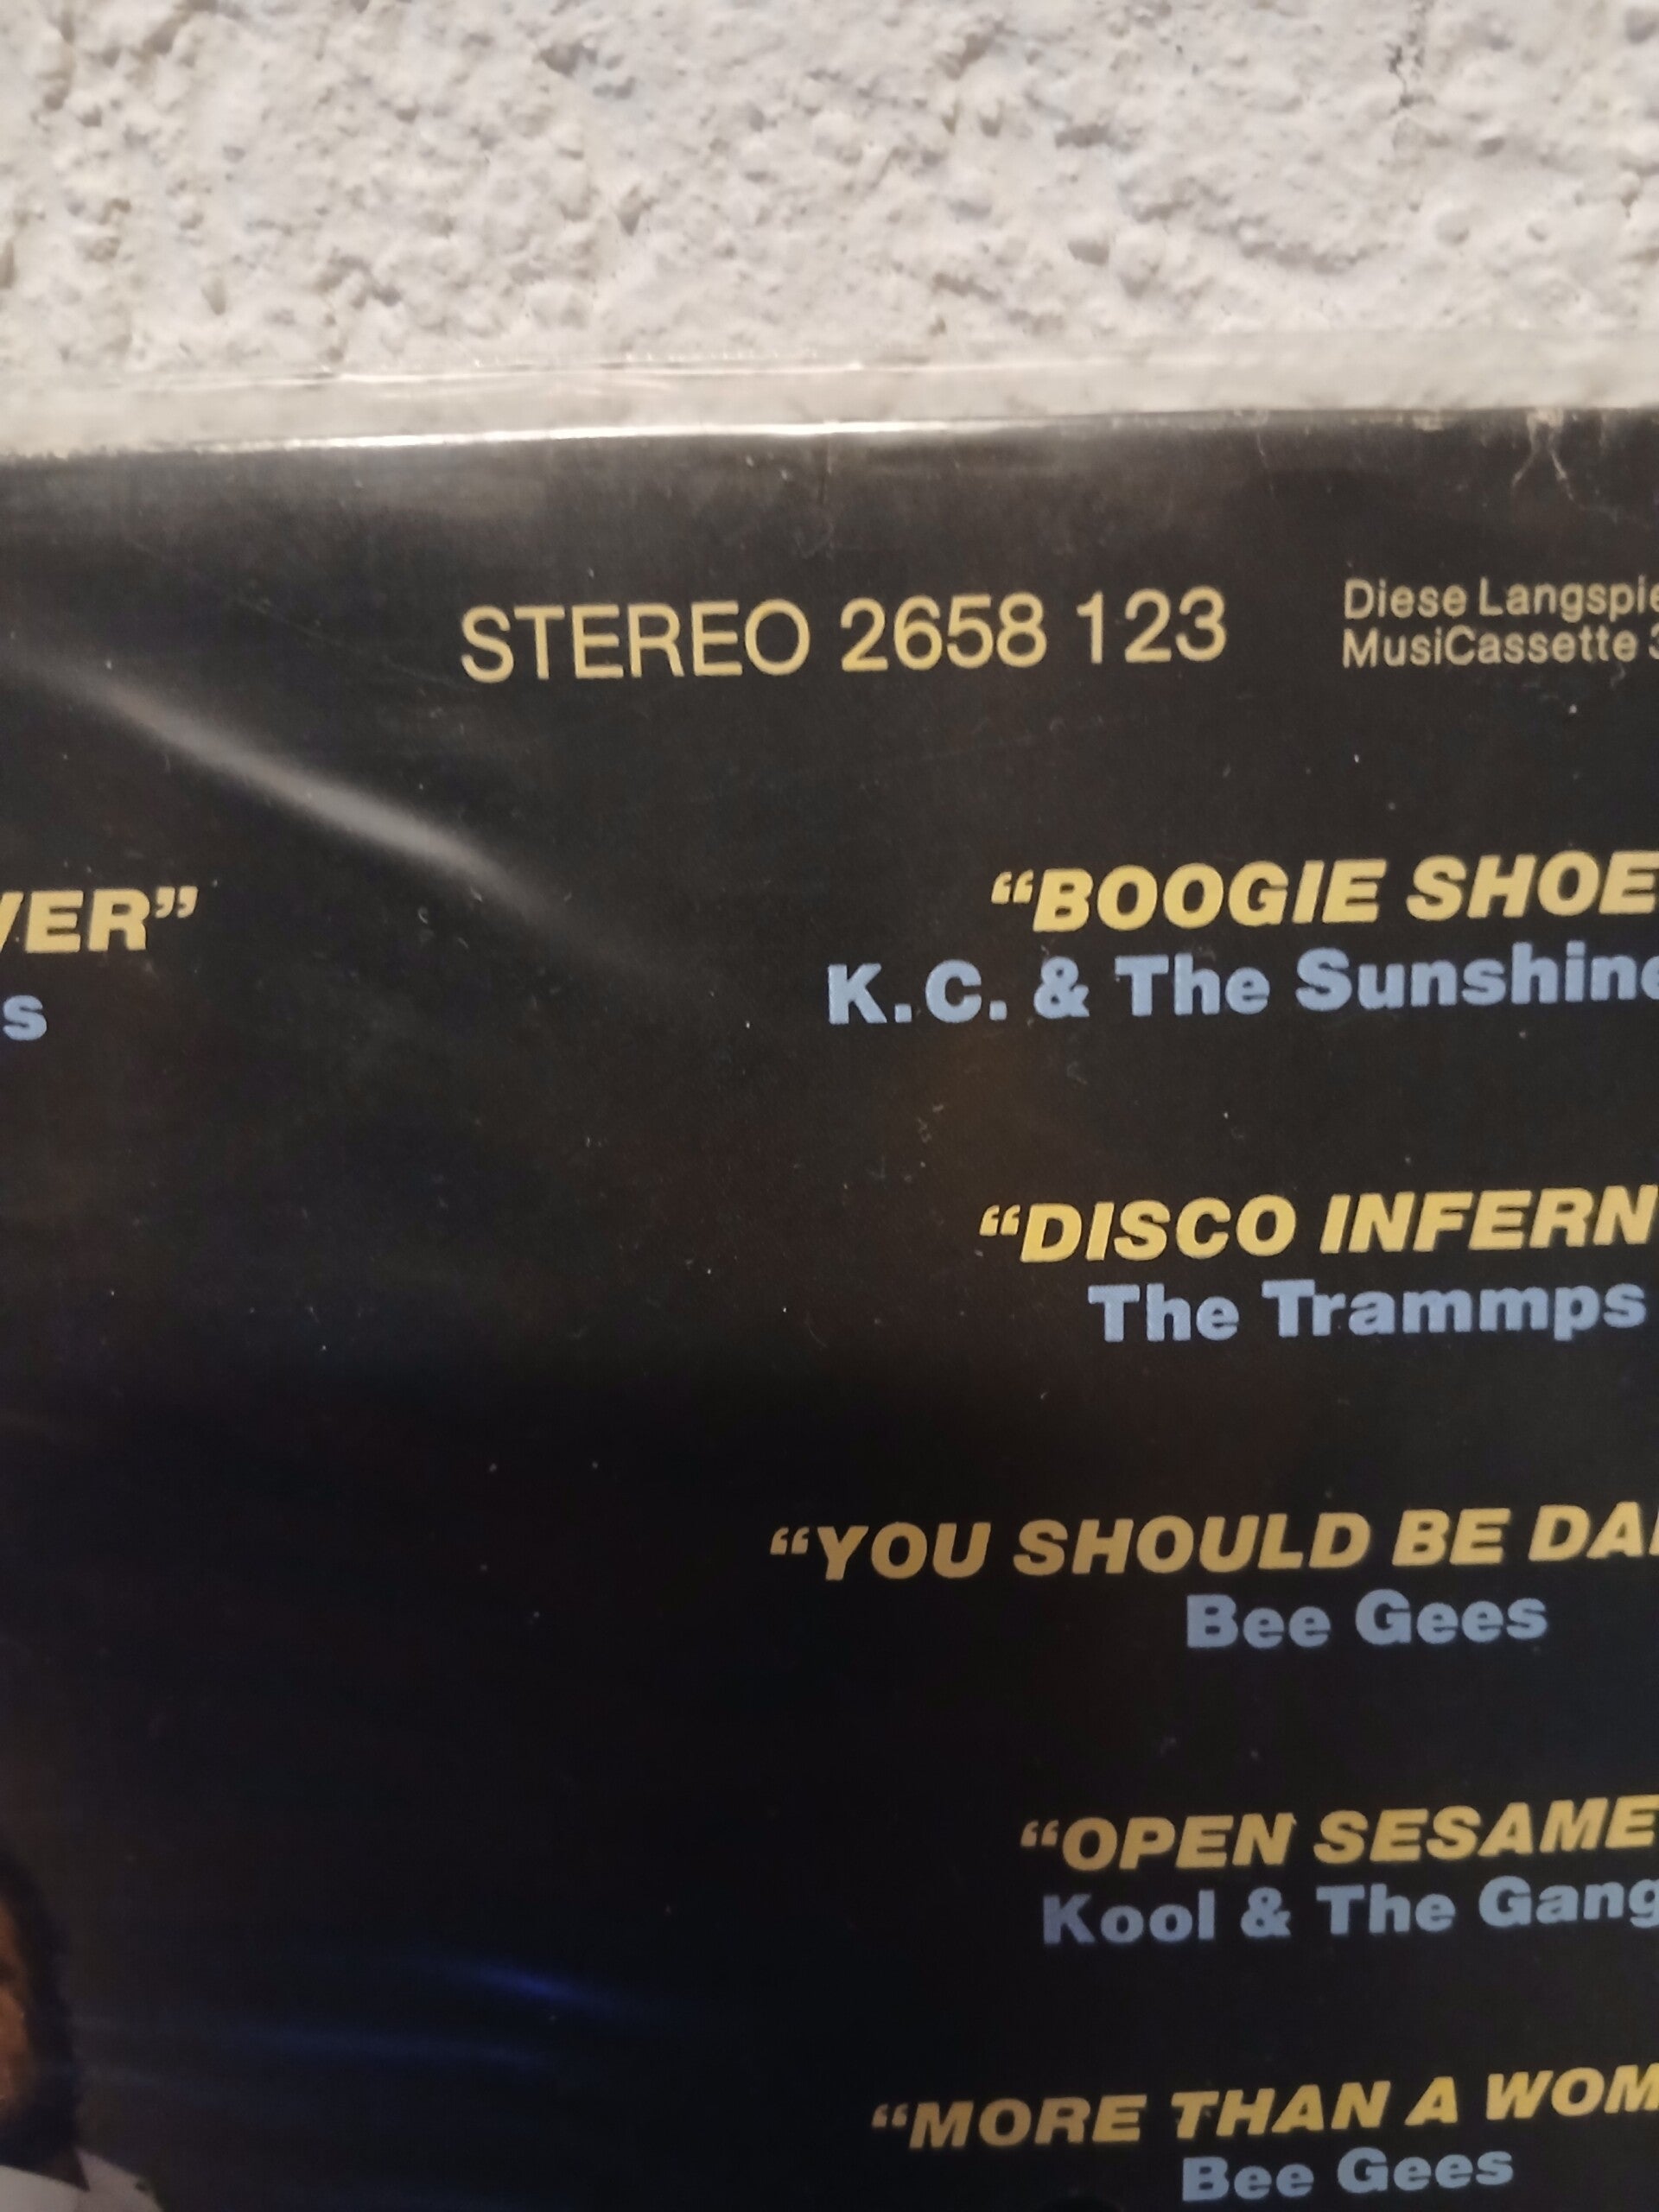 STEREO 2658 123
Diese Langspie
MusiCassette
VER”
s
“BOOGIE SHOE
K.C. & The Sunshine
“DISCO INFERN
The Trammps
“YOU SHOULD BE DA
Bee Gees
“OPEN SESAME
Kool & The Gang
“MORE THAN A WOM
Bee Gees